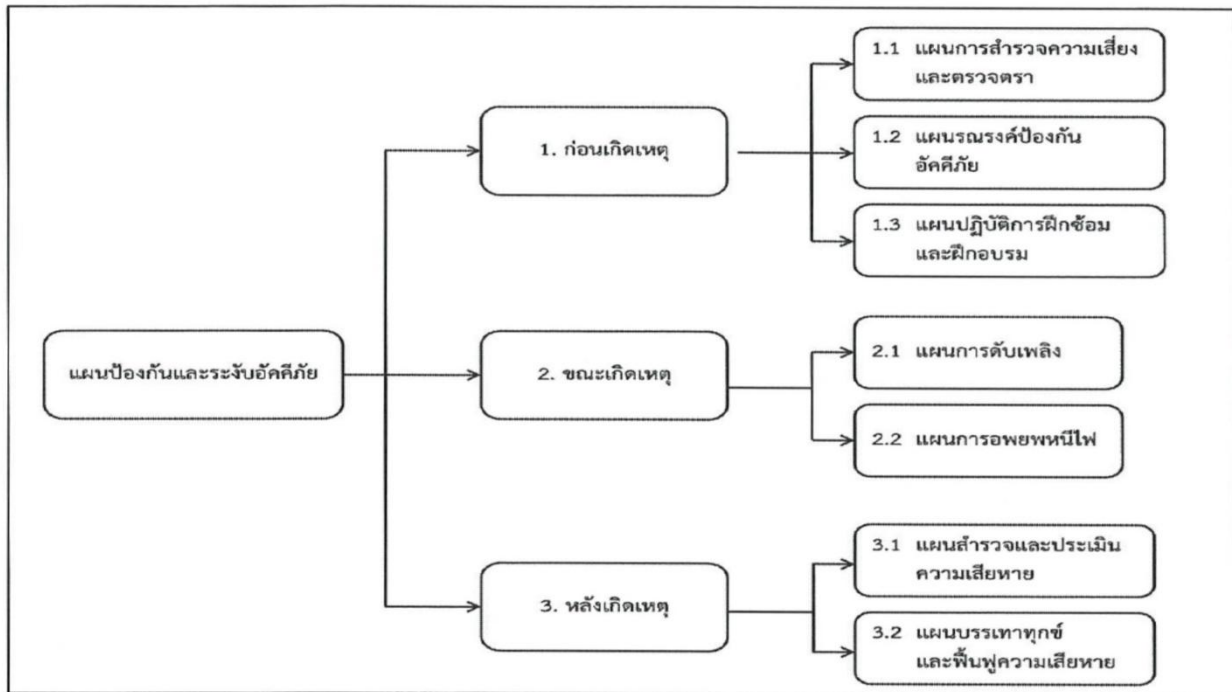 แผนป้องกันและระงับอัคคีภัย
1. ก่อนเกิดเหตุ
1.1 แผนการสำรวจความเสี่ยง
และตรวจตรา
1.2 แผนรณรงค์ป้องกัน
อัคคีภัย
1.3 แผนปฏิบัติการฝึกซ้อม
และฝึกอบรม
2. ขณะเกิดเหตุ
2.1 แผนการดับเพลิง
2.2 แผนการอพยพหนีไฟ
3. หลังเกิดเหตุ
3.1 แผนสำรวจและประเมิน
ความเสียหาย
3.2 แผนบรรเทาทุกข์
และฟื้นฟูความเสียหาย